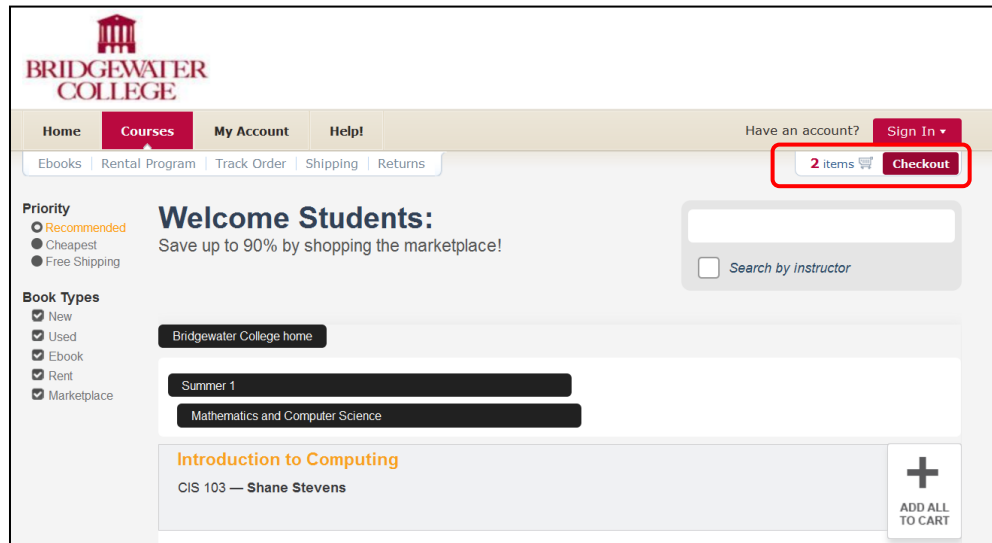 BRIDGEWATER
COLLEGE
Home Courses My Account Help! Have an account? Sign In
Ebooks Rental Program Track Order Shipping Returns 2 items Checkout
Priority
Recommended
Cheapest
Free Shipping
Book Types
New
Used
Ebook
Rent
Marketplace
Welcome Students:
Save up to 90% by shopping the marketplace!
Search by instructor
Bridgewater College home
Summer 1
Mathematics and Computer Science
Introduction to Computing
CIS 103 — Shane Stevens
ADD ALL
TO CART